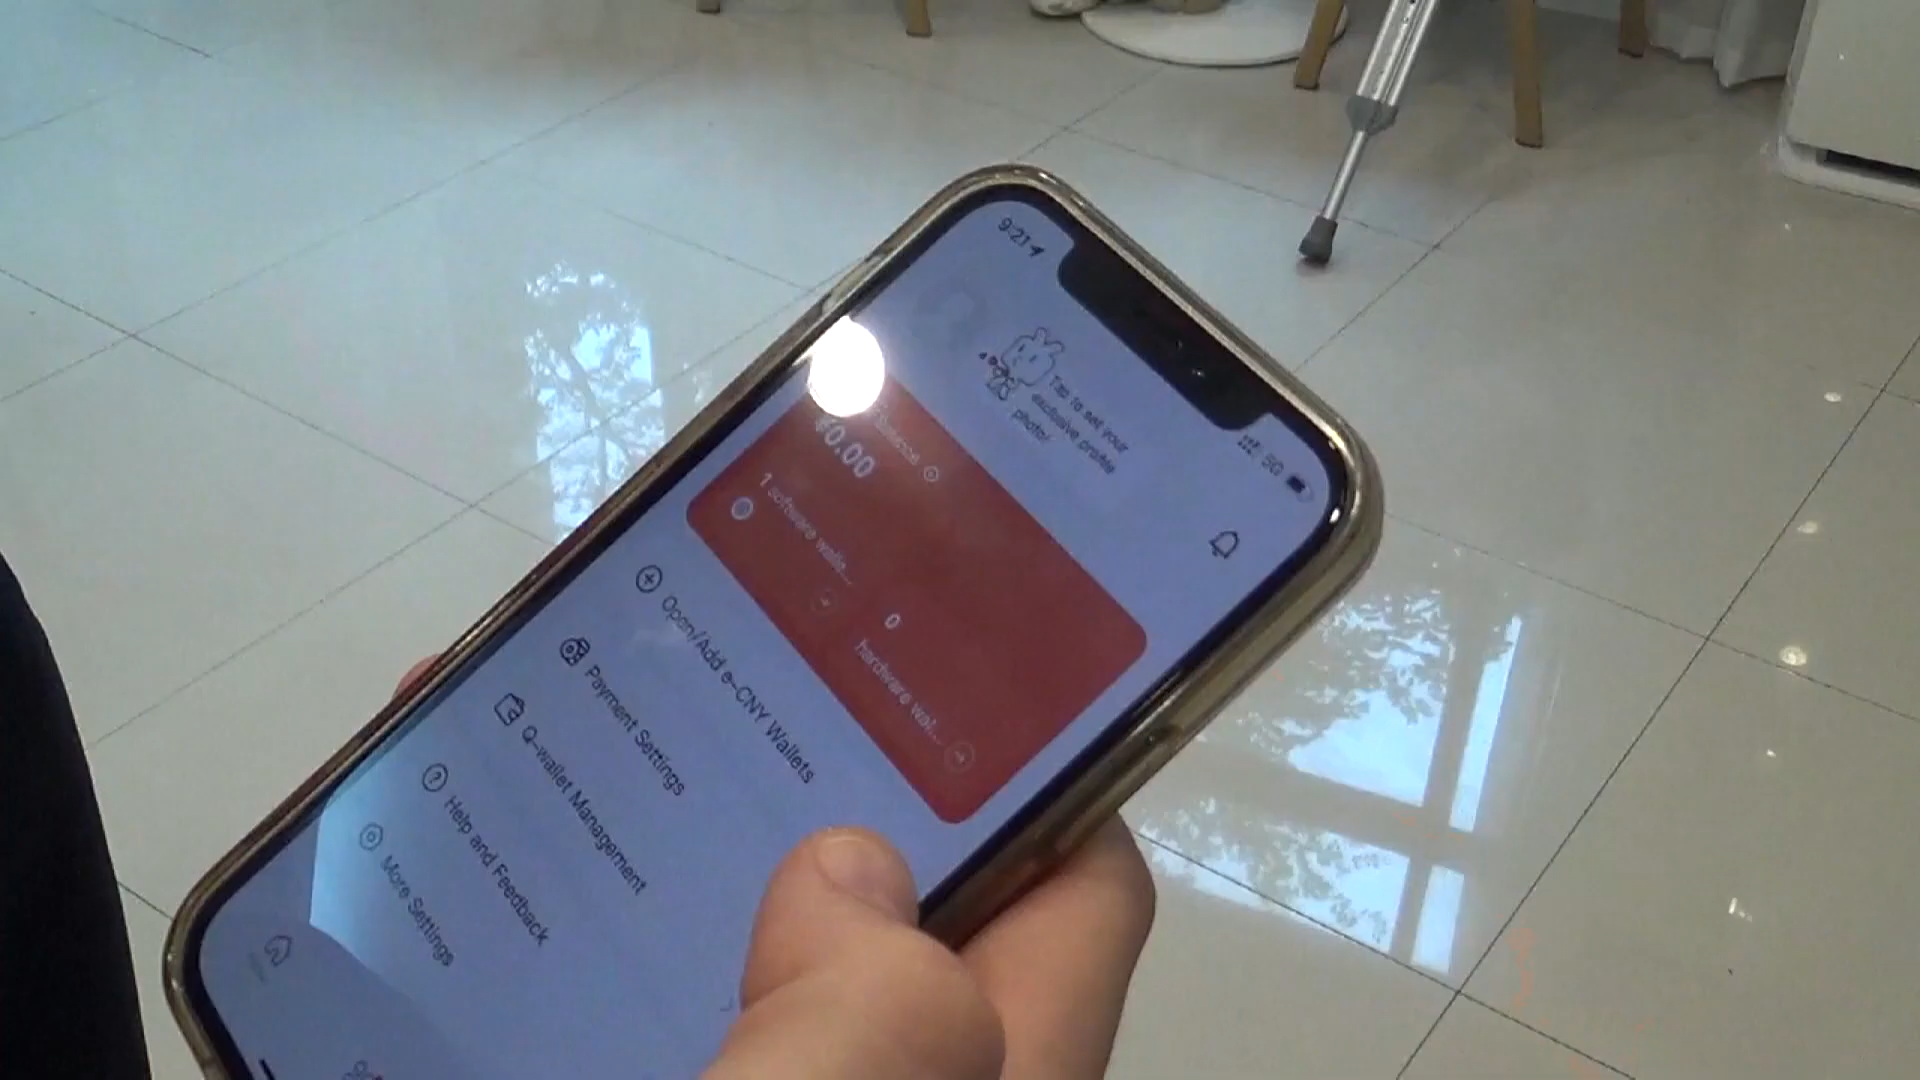 9:21
5G
Tap to set your
exclusive profile
photo!
Balance
¥0.00
1
software walle...
0
hardware wal...
Open/Add e-CNY Wallets
Payment Settings
Q-wallet Management
Help and Feedback
More Settings